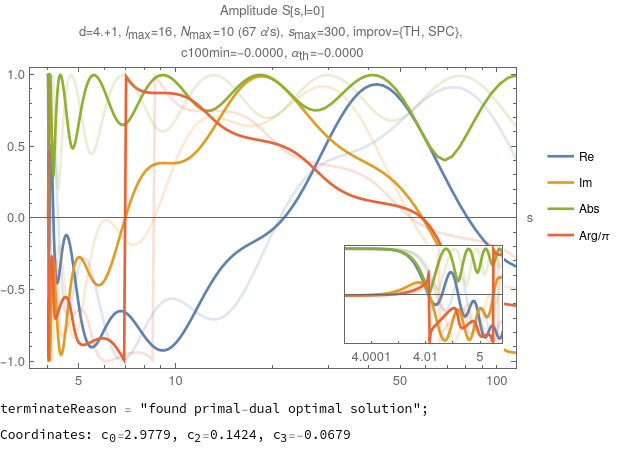 Amplitude S[s,l=0]
d=4.+1, lmax=16, Nmax=10 (67 α's), smax=300, improv={TH, SPC},
c100min=-0.0000, αth=-0.0000
1.0
0.5
0.0
-0.5
-1.0
5
10
50
100
s
Re
Im
Abs
Arg/π
4.0001
4.01
5
terminateReason = "found primal-dual optimal solution";
Coordinates: c0=2.9779, c2=0.1424, c3=-0.0679